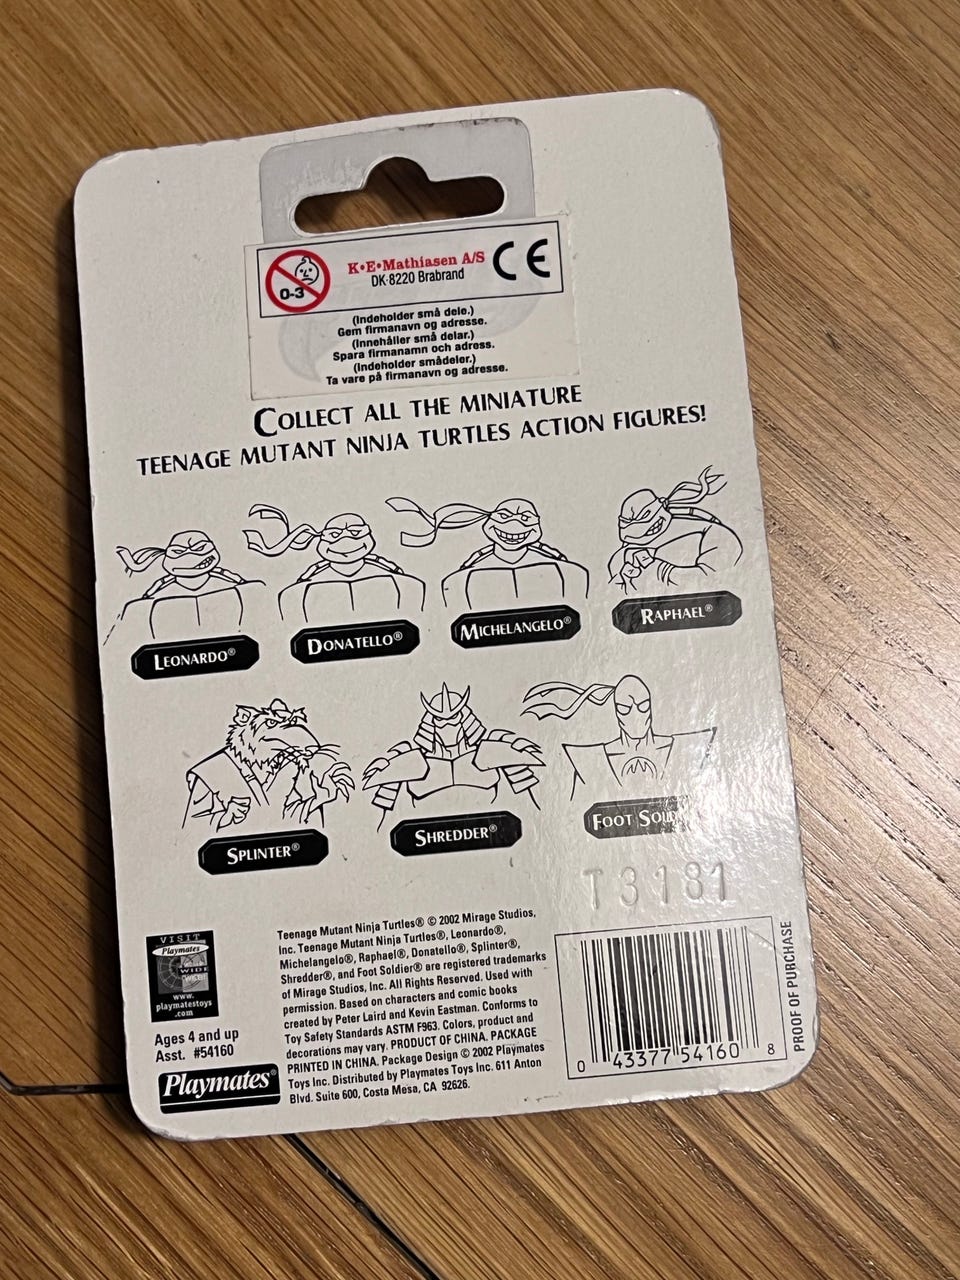 0-3
K•E•Mathiasen A/S
DK-8220 Brabrand
CE
(Indeholder små dele.)
Gem firmanavn og adresse.
(Innehåller små delar.)
Spara firmanamn och adress.
(Indeholder smådeler.)
Ta vare på firmanavn og adresse.
COLLECT ALL THE MINIATURE
TEENAGE MUTANT NINJA TURTLES ACTION FIGURES!
LEONARDO®
DONATELLO®
MICHELANGELO®
RAPHAEL®
SPLINTER®
SHREDDER®
FOOT
T3181
VISIT
Playmates
WIDE
WEB!
www.
playmatestoys
.com
Ages 4 and up
Asst. #54160
Playmates®
Teenage Mutant Ninja Turtles® © 2002 Mirage Studios,
Inc. Teenage Mutant Ninja Turtles®, Leonardo®,
Michelangelo®, Raphael®, Donatello®, Splinter®,
Shredder®, and Foot Soldier® are registered trademarks
of Mirage Studios, Inc. All Rights Reserved. Used with
permission. Based on characters and comic books
created by Peter Laird and Kevin Eastman. Conforms to
Toy Safety Standards ASTM F963. Colors, product and
decorations may vary. PRODUCT OF CHINA. PACKAGE
PRINTED IN CHINA. Package Design © 2002 Playmates
Toys Inc. Distributed by Playmates Toys Inc. 611 Anton
Blvd. Suite 600, Costa Mesa, CA 92626.
0 43377 54160 8
PROOF OF PURCHASE